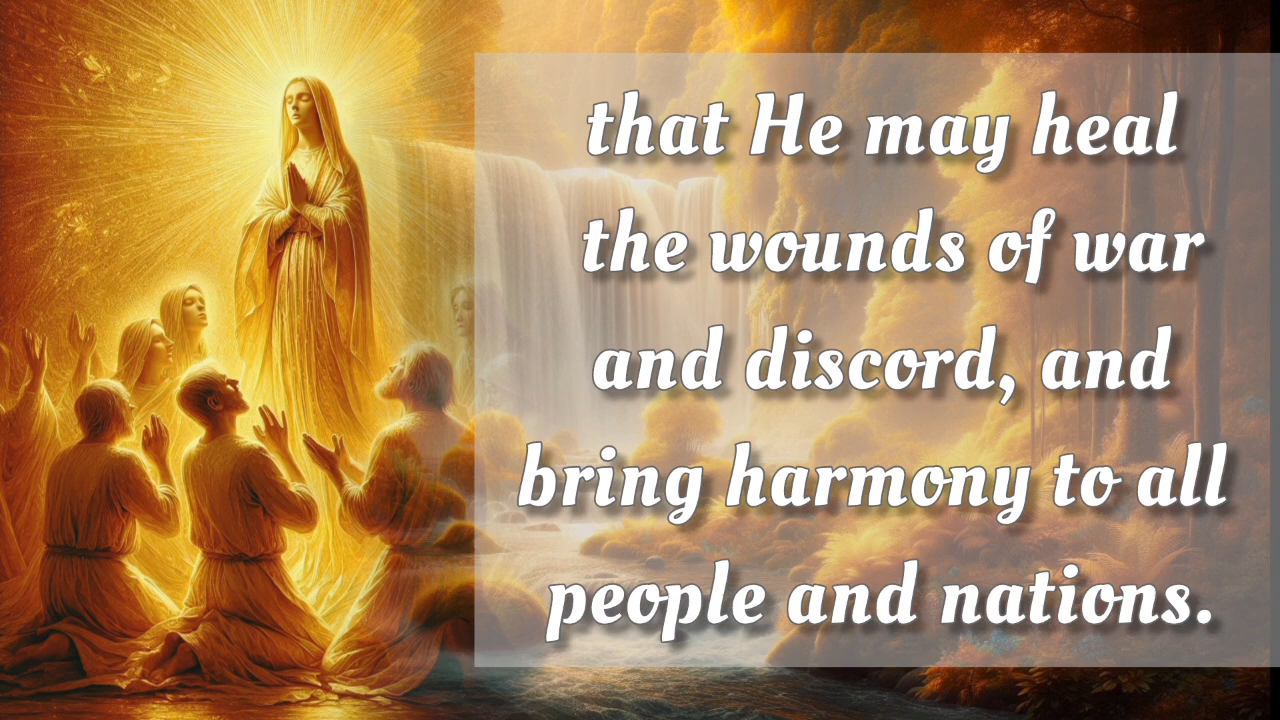 that He may heal
the wounds of war
and discord, and
bring harmony to all
people and nations.